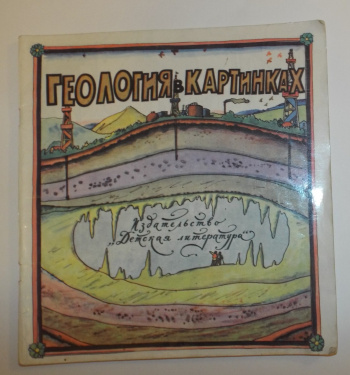 ГЕОЛОГИЯ в КАРТИНКАХ
Издательство
„Детская литература“